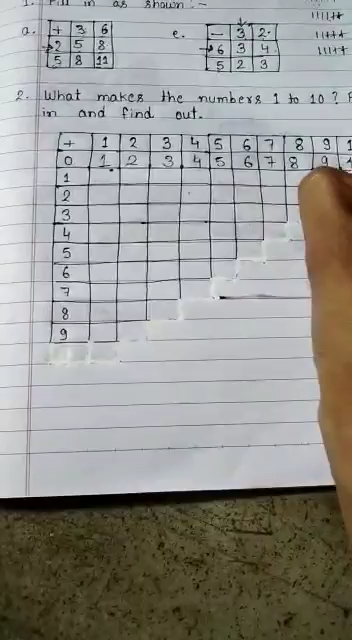 1. Fill in as shown :-
a. + 3 6
2 5 8
5 8 11
e. - 3 2
6 3 4
5 2 3
2. What makes the numbers 1 to 10 ?
in and find out.
+ 1 2 3 4 5 6 7 8 9
0 1 2 3 4 5 6 7 8 9
1
2
3
4
5
6
7
8
9